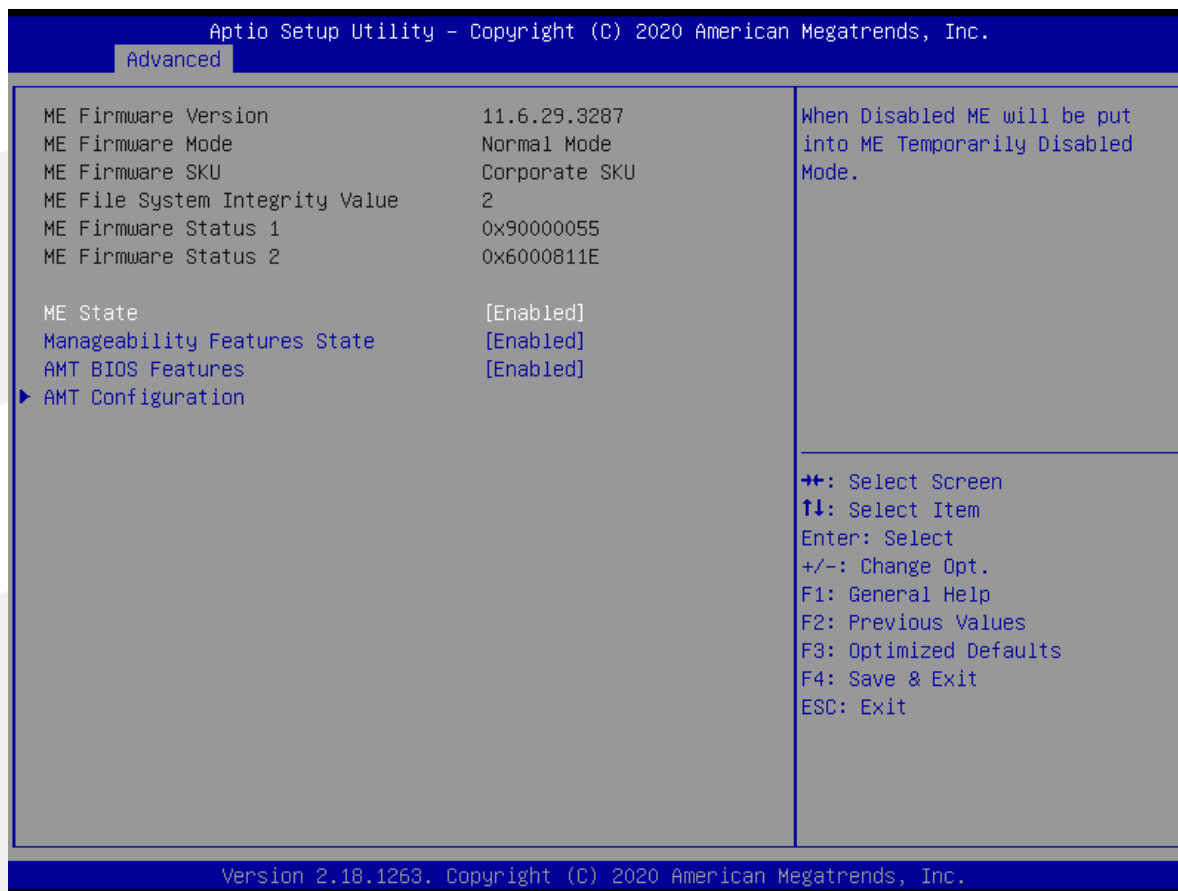 Aptio Setup Utility – Copyright (C) 2020 American Megatrends, Inc.
Advanced
ME Firmware Version 11.6.29.3287
ME Firmware Mode Normal Mode
ME Firmware SKU Corporate SKU
ME File System Integrity Value 2
ME Firmware Status 1 0x90000055
ME Firmware Status 2 0x6000811E
ME State [Enabled]
Manageability Features State [Enabled]
AMT BIOS Features [Enabled]
▶ AMT Configuration
When Disabled ME will be put
into ME Temporarily Disabled
Mode.
→←: Select Screen
↑↓: Select Item
Enter: Select
+/-: Change Opt.
F1: General Help
F2: Previous Values
F3: Optimized Defaults
F4: Save & Exit
ESC: Exit
Version 2.18.1263. Copyright (C) 2020 American Megatrends, Inc.